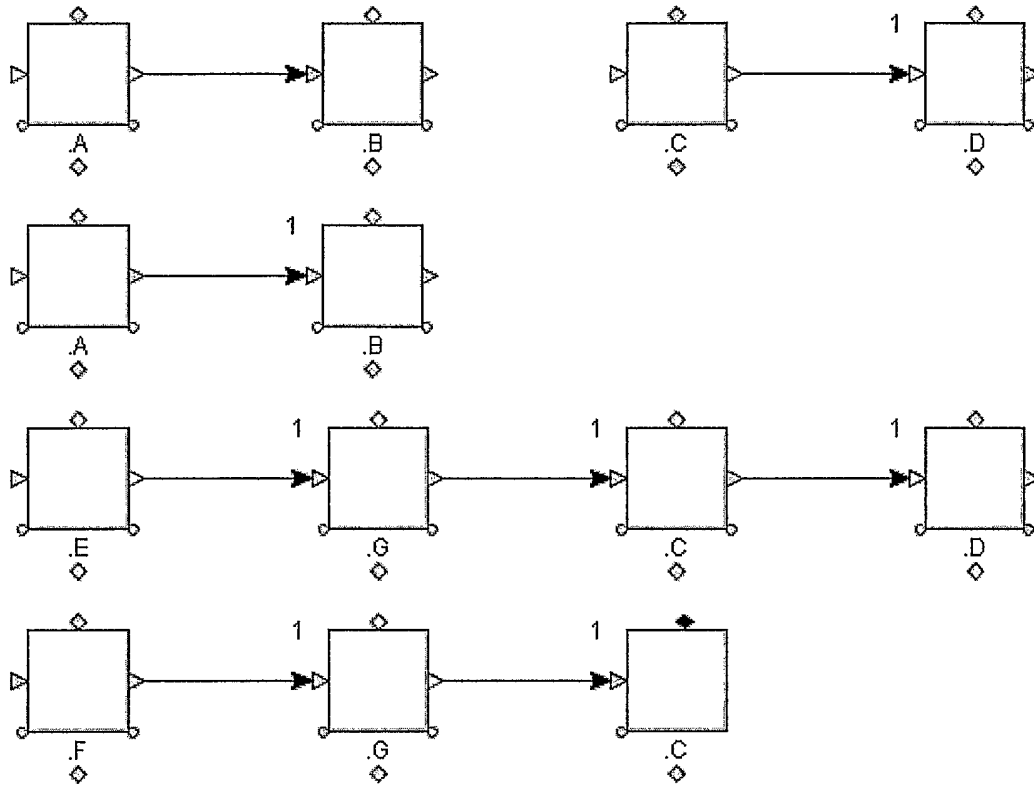 1
.A .B .C .D
1
.A .B
1 1 1
.E .G .C .D
1 1
.F .G .C